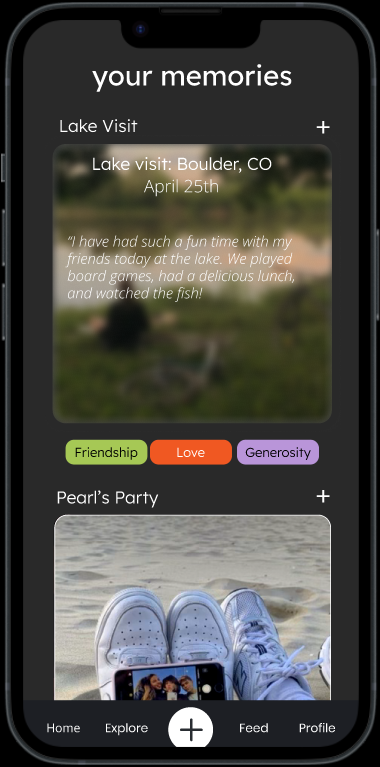 your memories
Lake Visit +
Lake visit: Boulder, CO
April 25th
“I have had such a fun time with my
friends today at the lake. We played
board games, had a delicious lunch,
and watched the fish!
Friendship Love Generosity
Pearl’s Party +
Home Explore + Feed Profile